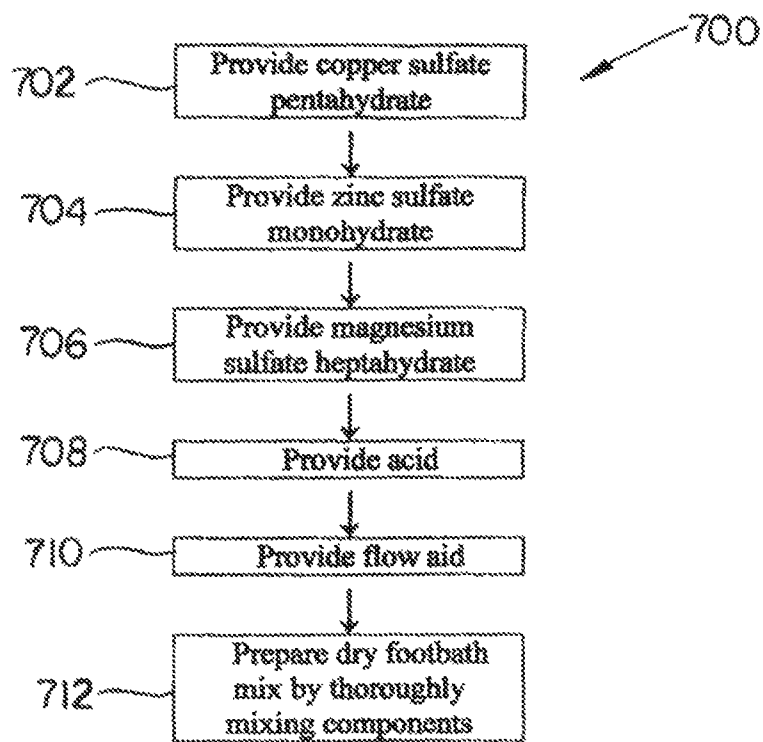 700
702
Provide copper sulfate
pentahydrate
704
Provide zinc sulfate
monohydrate
706
Provide magnesium
sulfate heptahydrate
708
Provide acid
710
Provide flow aid
712
Prepare dry footbath
mix by thoroughly
mixing components